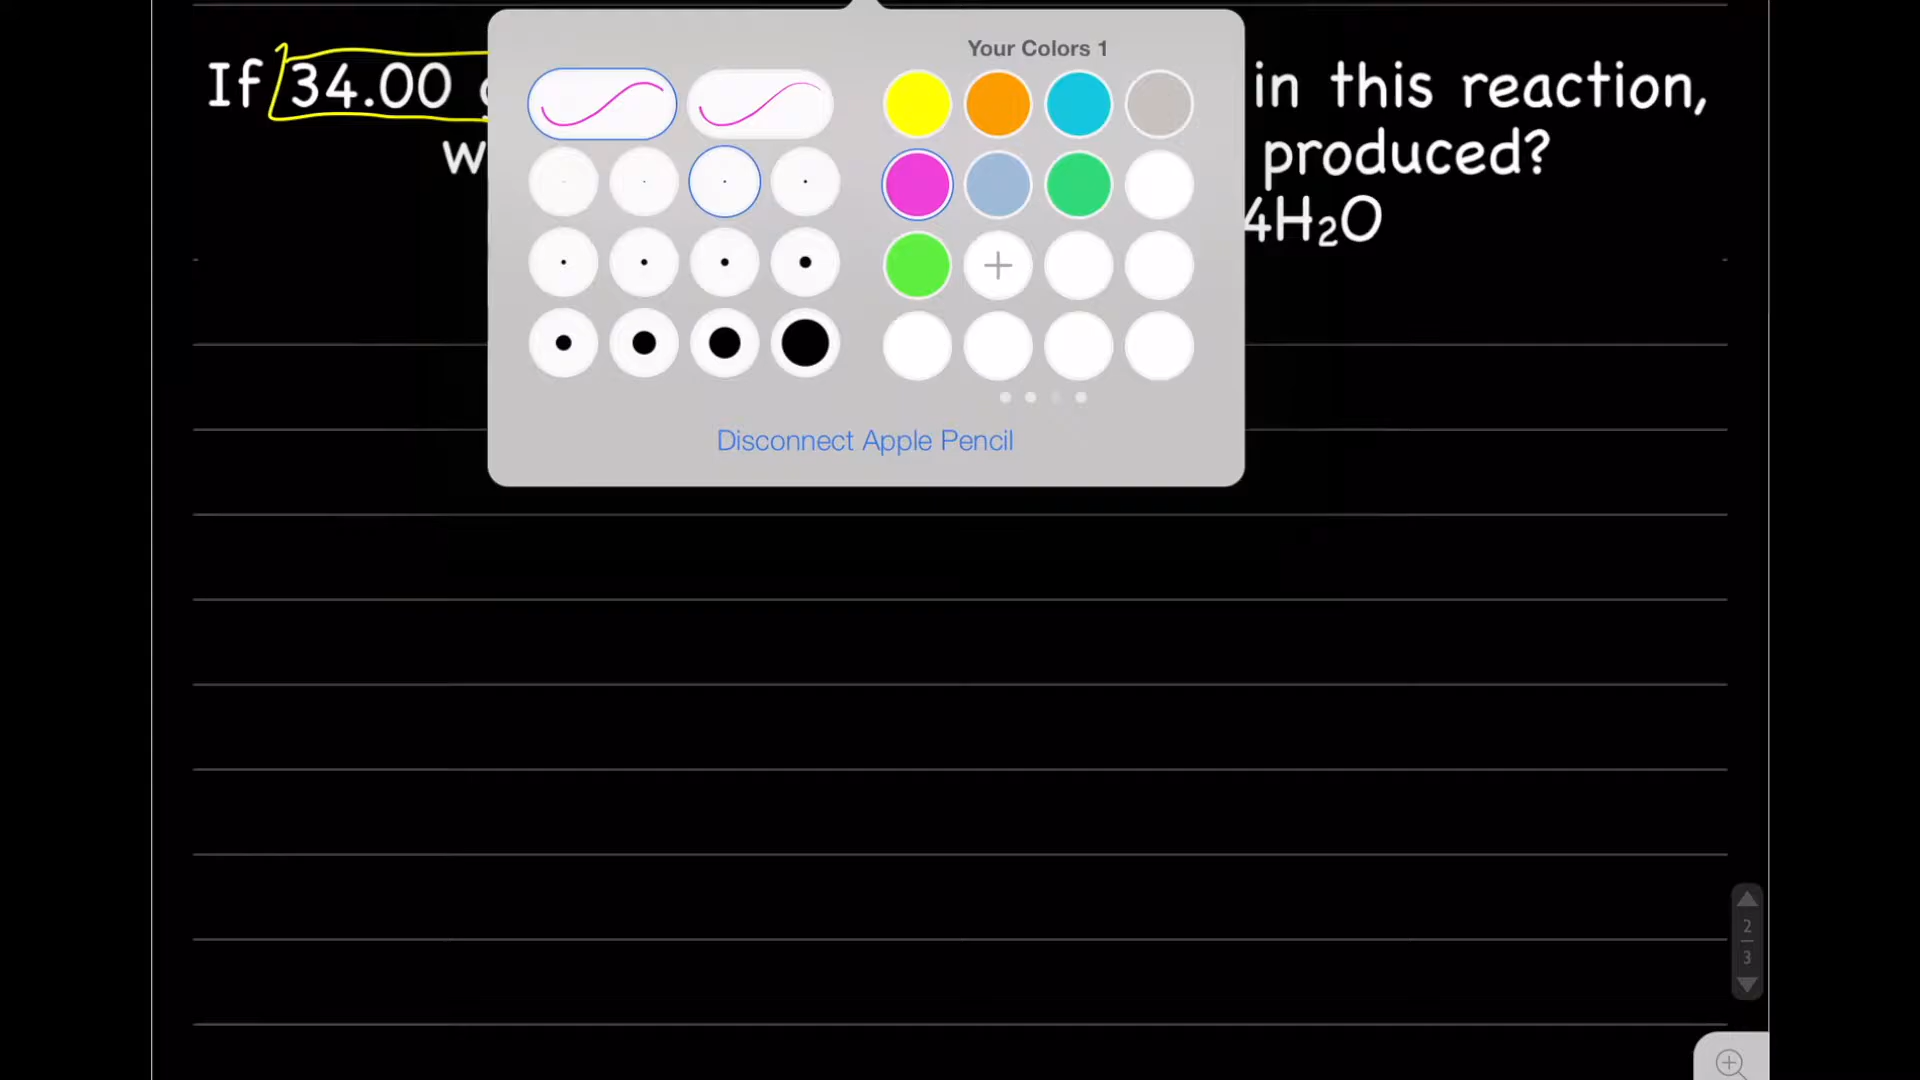 Your Colors 1
If 34.00 in this reaction,
produced?
4H₂O
Disconnect Apple Pencil
2
3